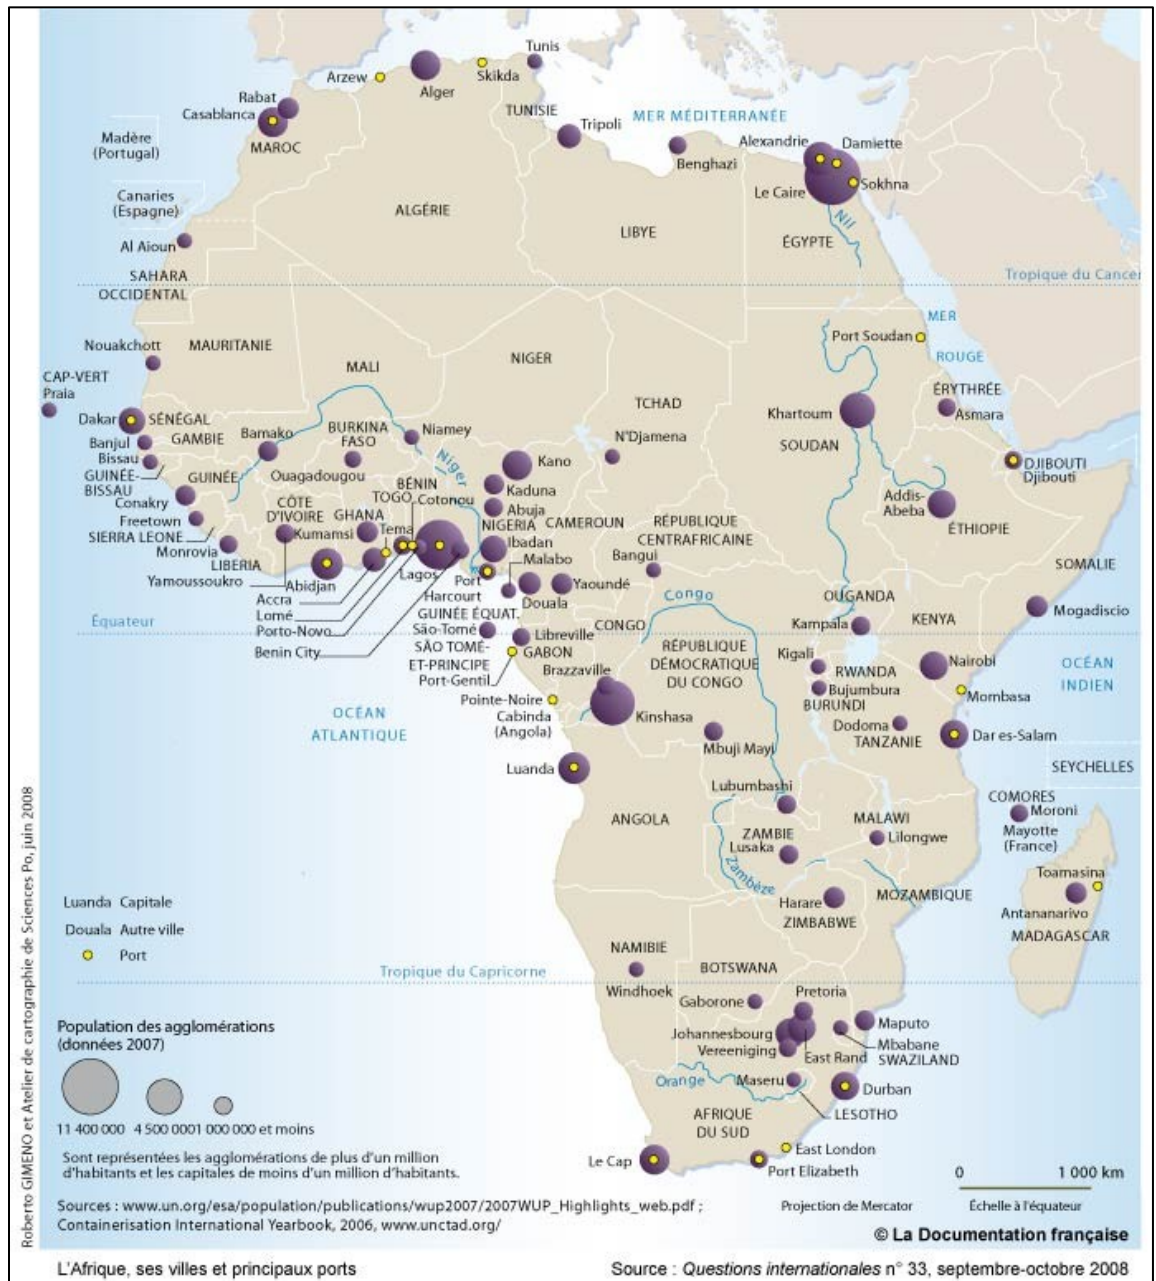 Tunis
Arzew
Skikda
Alger
Rabat
Casablanca
TUNISIE
MER MÉDITERRANÉE
Tripoli
MAROC
Madère
(Portugal)
Benghazi
Alexandrie
Damiette
Le Caire
Sokhna
Canaries
(Espagne)
ALGÉRIE
LIBYE
Nil
ÉGYPTE
Al Aioun
SAHARA
OCCIDENTAL
Tropique du Cancer
MER
ROUGE
Port Soudan
Nouakchott
MAURITANIE
MALI
NIGER
CAP-VERT
Praia
TCHAD
ÉRYTHRÉE
Asmara
Khartoum
SOUDAN
Dakar
SÉNÉGAL
Banjul
GAMBIE
Bissau
GUINÉE-
BISSAU
Bamako
BURKINA
FASO
Niamey
N'Djamena
Niger
Kano
DJIBOUTI
Djibouti
GUINÉE
Ouagadougou
Conakry
BÉNIN
Kaduna
Addis-
Abeba
ÉTHIOPIE
CÔTE
D'IVOIRE
TOGO
Cotonou
Abuja
Freetown
SIERRA LEONE
GHANA
Kumamsi
Tema
NIGERIA
CAMEROUN
RÉPUBLIQUE
CENTRAFRICAINE
Ibadan
Monrovia
LIBERIA
Malabo
Bangui
SOMALIE
Yamoussoukro
Abidjan
Lagos
Port
Harcourt
Yaoundé
Douala
Accra
Lomé
Porto-Novo
Benin City
GUINÉE ÉQUAT.
Congo
OUGANDA
KENYA
Mogadiscio
Équateur
São-Tomé
SÃO TOMÉ-
ET-PRINCIPE
Libreville
GABON
Port-Gentil
CONGO
Kampala
RÉPUBLIQUE
DÉMOCRATIQUE
DU CONGO
Kigali
RWANDA
Nairobi
OCÉAN
INDIEN
Brazzaville
Bujumbura
BURUNDI
Mombasa
Pointe-Noire
Cabinda
(Angola)
Kinshasa
OCÉAN
ATLANTIQUE
Mbuji Mayi
Dodoma
TANZANIE
Dar es-Salam
Luanda
SEYCHELLES
Lubumbashi
COMORES
Moroni
Mayotte
(France)
ANGOLA
MALAWI
Lilongwe
ZAMBIE
Lusaka
Zambèze
Toamasina
MOZAMBIQUE
Harare
ZIMBABWE
Antananarivo
MADAGASCAR
Luanda Capitale
Douala Autre ville
Port
NAMIBIE
Windhoek
BOTSWANA
Tropique du Capricorne
Gaborone
Pretoria
Johannesbourg
Vereeniging
East Rand
Maputo
Mbabane
SWAZILAND
Population des agglomérations
(données 2007)
Orange
Maseru
Durban
LESOTHO
AFRIQUE
DU SUD
11 400 000 4 500 000 1 000 000 et moins
East London
Port Elizabeth
Le Cap
Sont représentées les agglomérations de plus d'un million
d'habitants et les capitales de moins d'un million d'habitants.
0 1 000 km
Projection de Mercator Échelle à l'équateur
Sources : www.un.org/esa/population/publications/wup2007/2007WUP_Highlights_web.pdf ;
Containerisation International Yearbook, 2006, www.unctad.org/
© La Documentation française
Roberto GIMENO et Atelier de cartographie de Sciences Po, juin 2008
L'Afrique, ses villes et principaux ports
Source : Questions internationales n° 33, septembre-octobre 2008